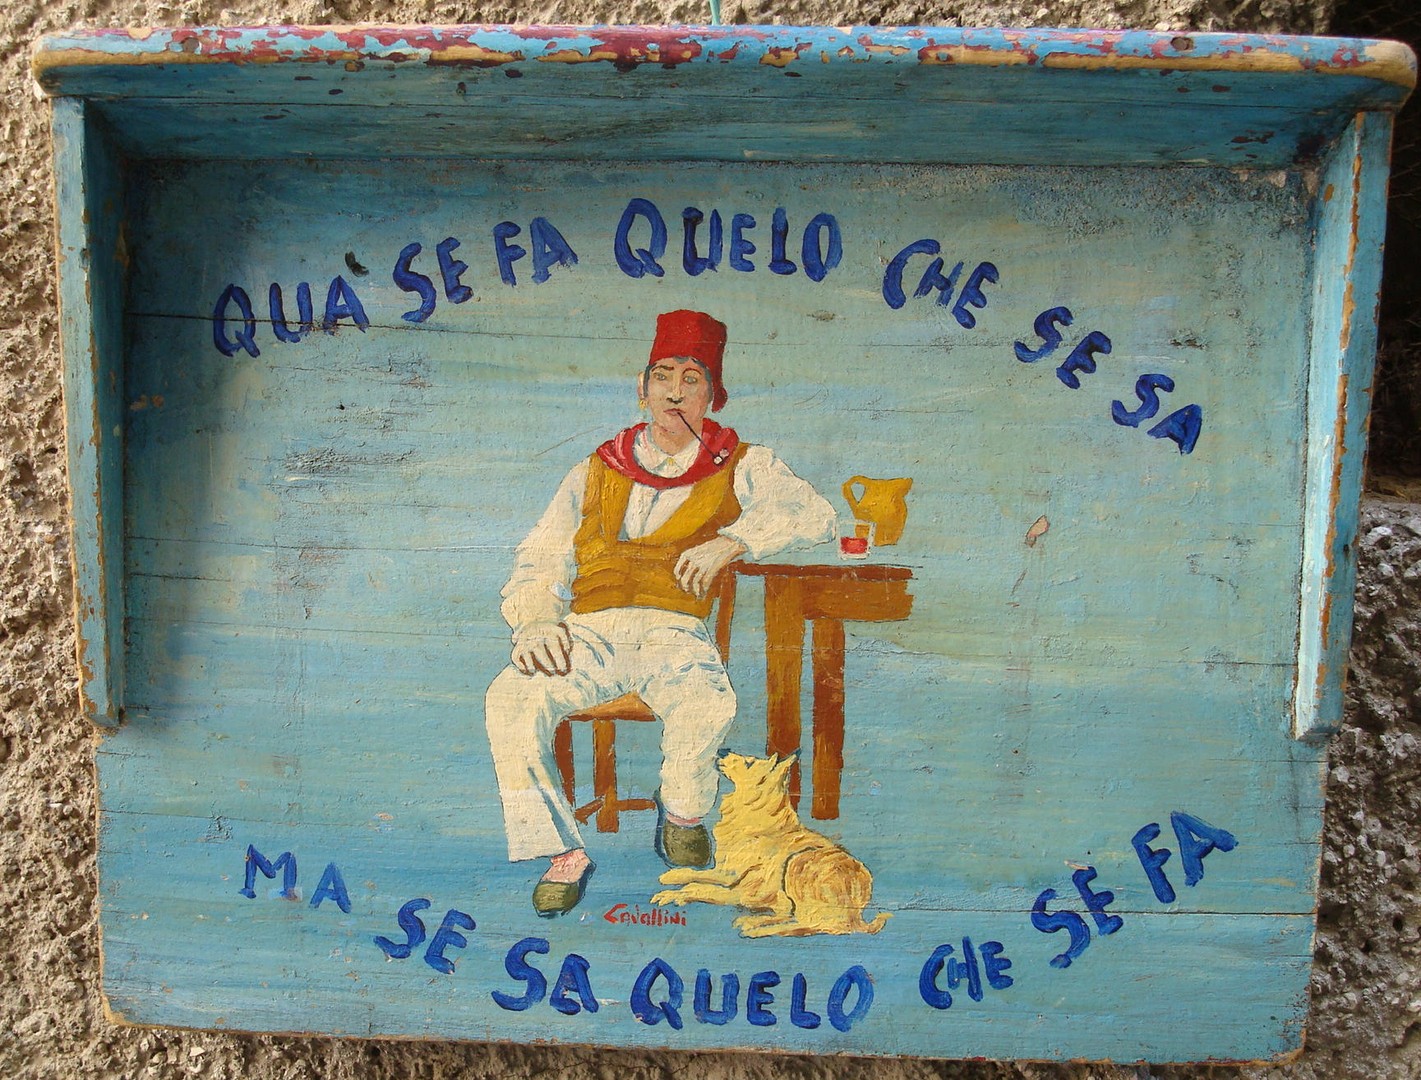 QUA' SE FA QUELO CHE SE SA
Cavallini
MA SE SA QUELO CHE SE FA